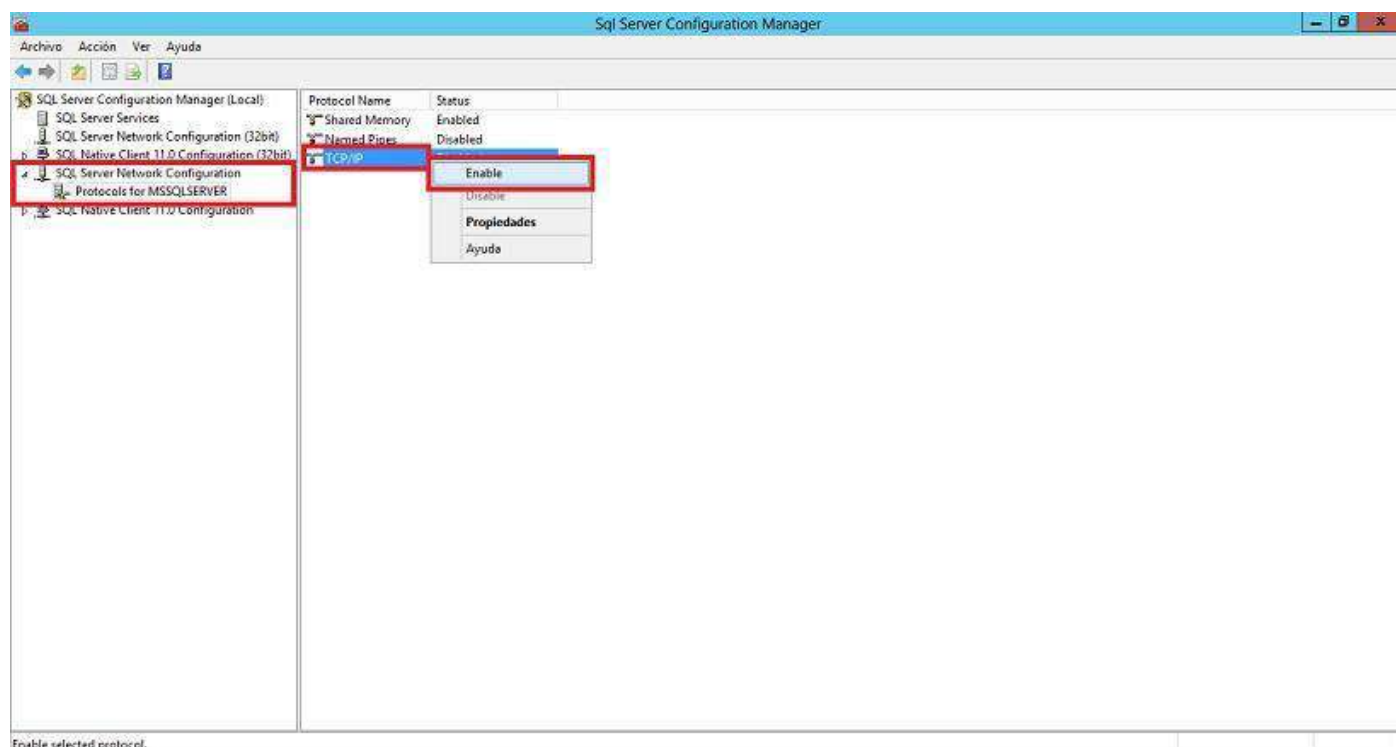 Sql Server Configuration Manager
Archivo Acción Ver Ayuda
SQL Server Configuration Manager (Local)
SQL Server Services
SQL Server Network Configuration (32bit)
SQL Native Client 11.0 Configuration (32bit)
SQL Server Network Configuration
Protocols for MSSQLSERVER
SQL Native Client 11.0 Configuration
Protocol Name Status
Shared Memory Enabled
Named Pipes Disabled
TCP/IP
Enable
Disable
Propiedades
Ayuda
Enable selected protocol.